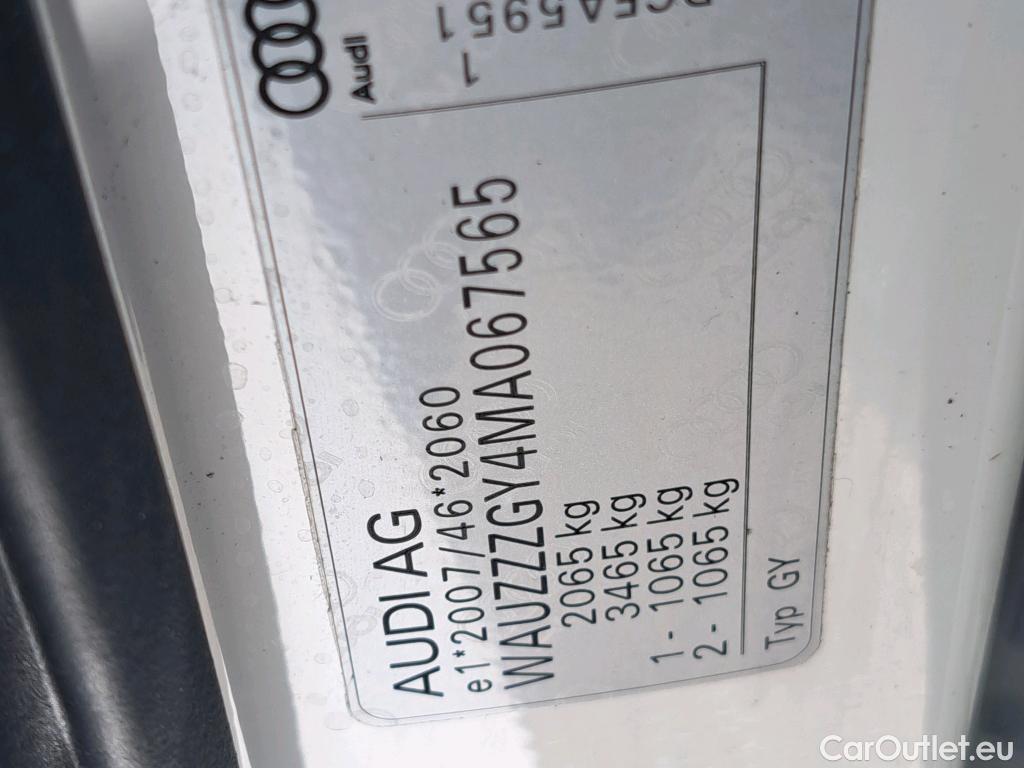 Audi
AUDI AG
e1*2007/46*2060
WAUZZZGY4MA067565
2065 kg
3465 kg
1- 1065 kg
2- 1065 kg
Typ GY
CarOutlet.eu